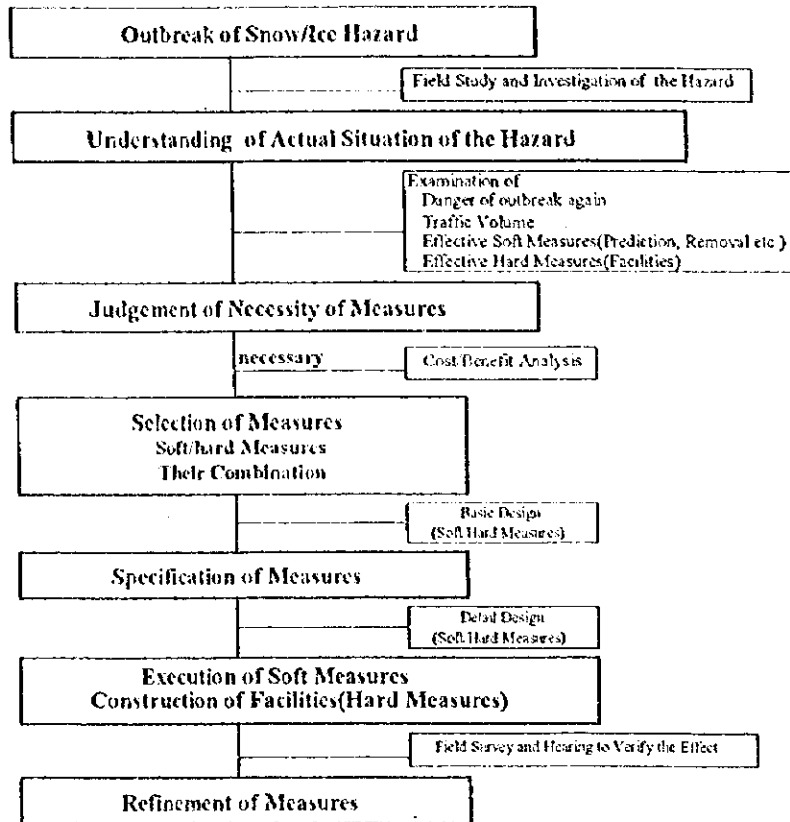 Outbreak of Snow/Ice Hazard
Field Study and Investigation of the Hazard
Understanding of Actual Situation of the Hazard
Examination of
Danger of outbreak again
Traffic Volume
Effective Soft Measures(Prediction, Removal etc.)
Effective Hard Measures(Facilities)
Judgement of Necessity of Measures
necessary
Cost/Benefit Analysis
Selection of Measures
Soft/hard Measures
Their Combination
Basic Design
(Soft/Hard Measures)
Specification of Measures
Detail Design
(Soft/Hard Measures)
Execution of Soft Measures
Construction of Facilities(Hard Measures)
Field Survey and Hearing to Verify the Effect
Refinement of Measures